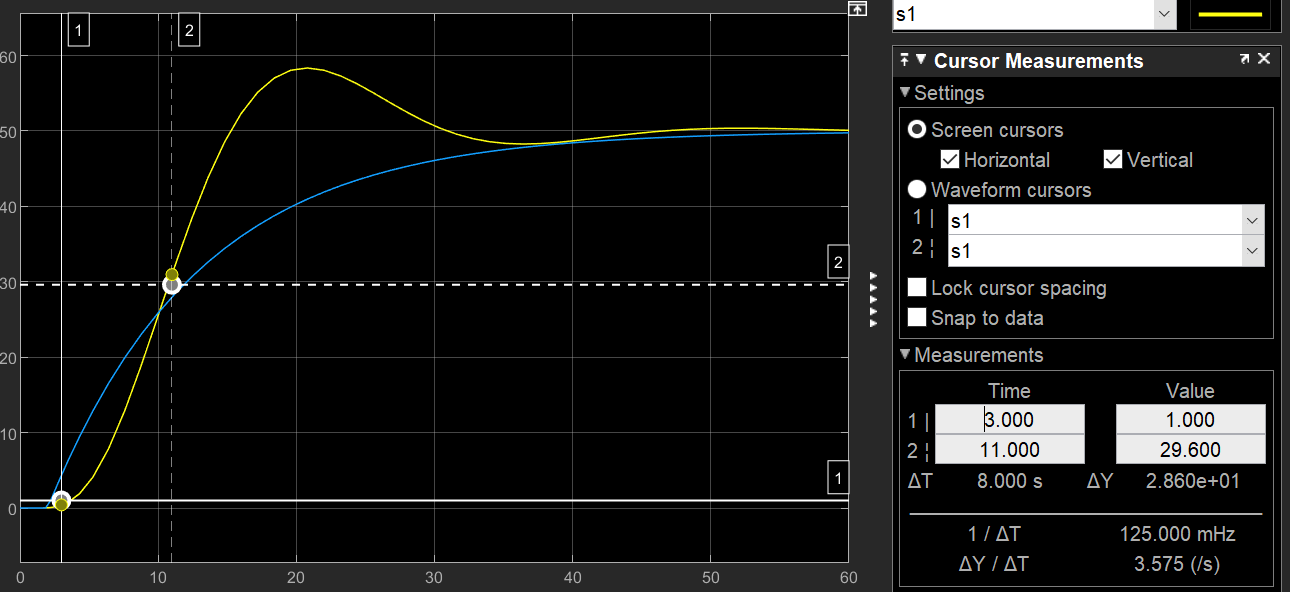 1
2
60
50
40
30
20
10
0
2
1
0
10
20
30
40
50
60
s1
Cursor Measurements
Settings
Screen cursors
Horizontal Vertical
Waveform cursors
1 | s1
2 ¦ s1
Lock cursor spacing
Snap to data
Measurements
Time Value
1 | 3.000 1.000
2 ¦ 11.000 29.600
ΔT 8.000 s ΔY 2.860e+01
1 / ΔT 125.000 mHz
ΔY / ΔT 3.575 (/s)